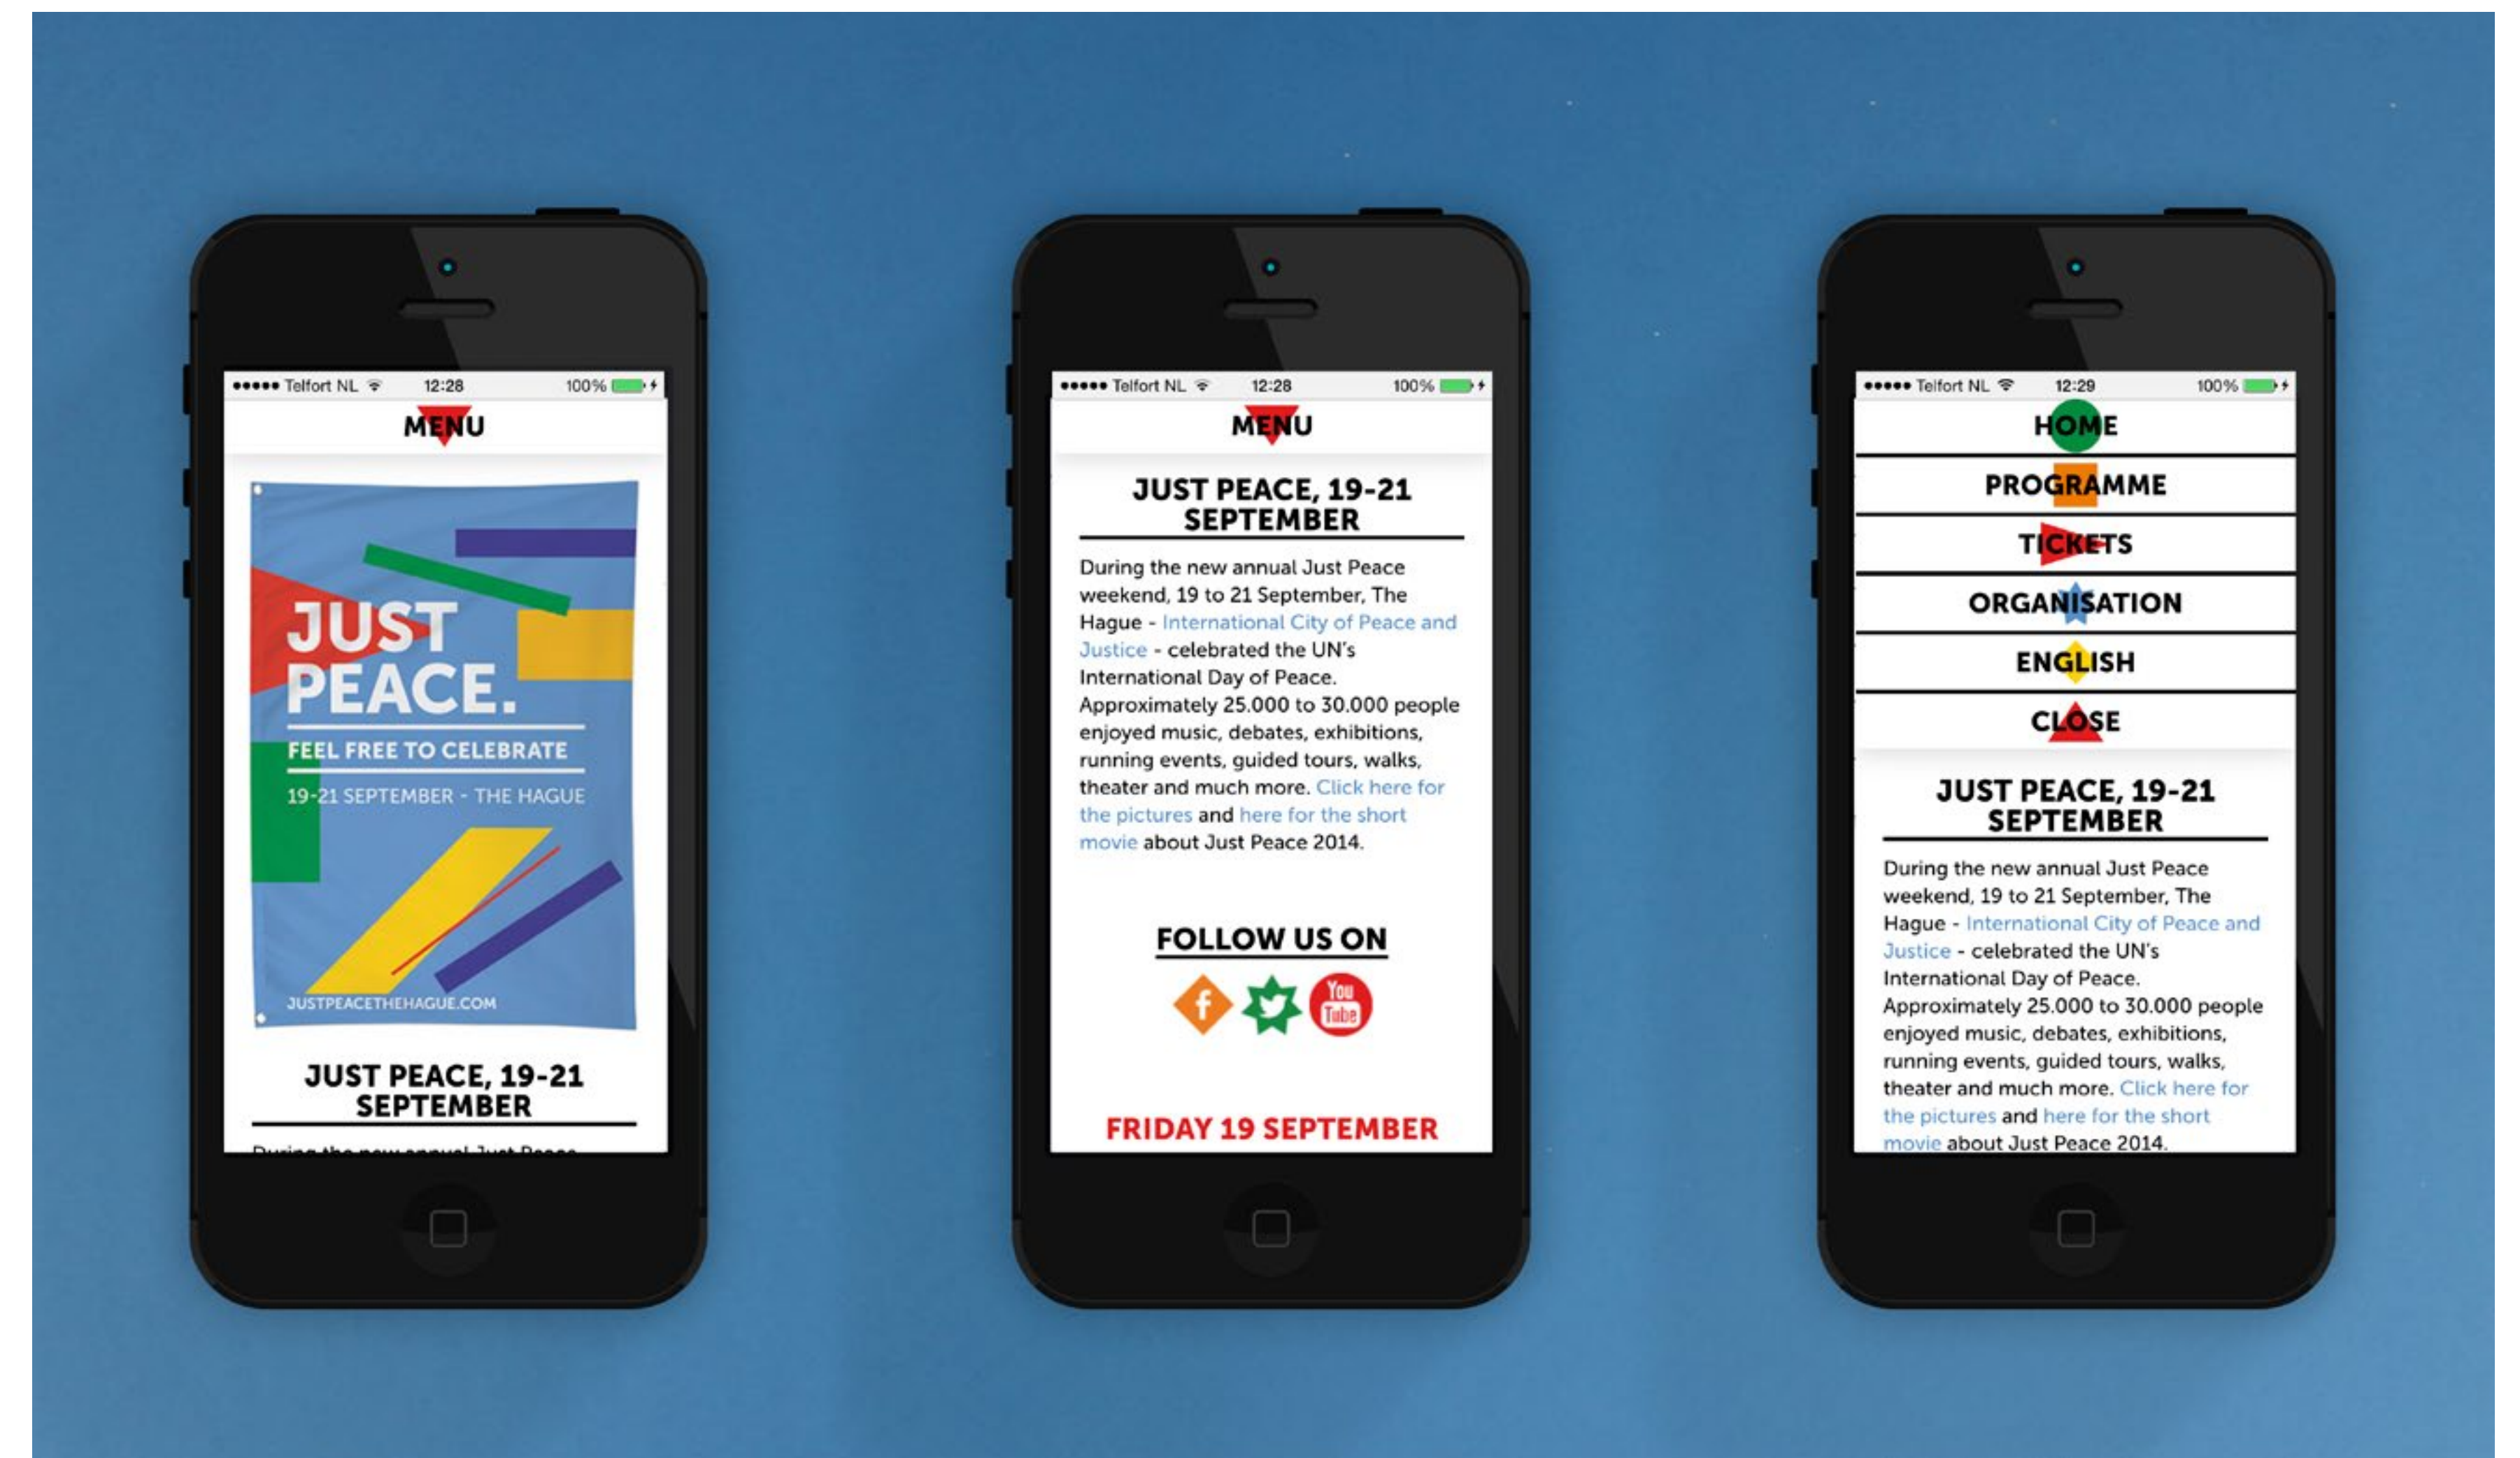 Telfort NL 12:28 100%
MENU
JUST
PEACE.
FEEL FREE TO CELEBRATE
19-21 SEPTEMBER - THE HAGUE
JUSTPEACETHEHAGUE.COM
JUST PEACE, 19-21
SEPTEMBER
During the new annual Just Peace
Telfort NL 12:28 100%
MENU
JUST PEACE, 19-21
SEPTEMBER
During the new annual Just Peace
weekend, 19 to 21 September, The
Hague - International City of Peace and
Justice - celebrated the UN's
International Day of Peace.
Approximately 25.000 to 30.000 people
enjoyed music, debates, exhibitions,
running events, guided tours, walks,
theater and much more. Click here for
the pictures and here for the short
movie about Just Peace 2014.
FOLLOW US ON
f
You
Tube
FRIDAY 19 SEPTEMBER
Telfort NL 12:29 100%
HOME
PROGRAMME
TICKETS
ORGANISATION
ENGLISH
CLOSE
JUST PEACE, 19-21
SEPTEMBER
During the new annual Just Peace
weekend, 19 to 21 September, The
Hague - International City of Peace and
Justice - celebrated the UN's
International Day of Peace.
Approximately 25.000 to 30.000 people
enjoyed music, debates, exhibitions,
running events, guided tours, walks,
theater and much more. Click here for
the pictures and here for the short
movie about Just Peace 2014.